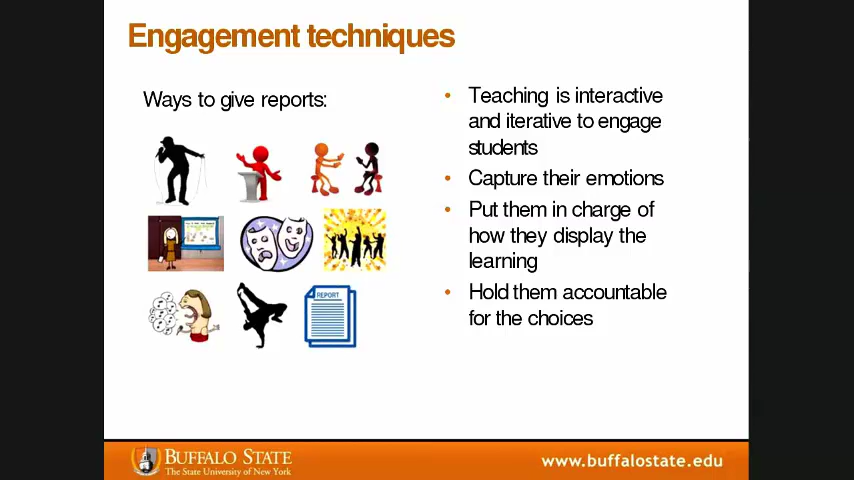 Engagement techniques
Ways to give reports:
REPORT
• Teaching is interactive
and iterative to engage
students
• Capture their emotions
• Put them in charge of
how they display the
learning
• Hold them accountable
for the choices
BUFFALO STATE
The State University of New York
www.buffalostate.edu